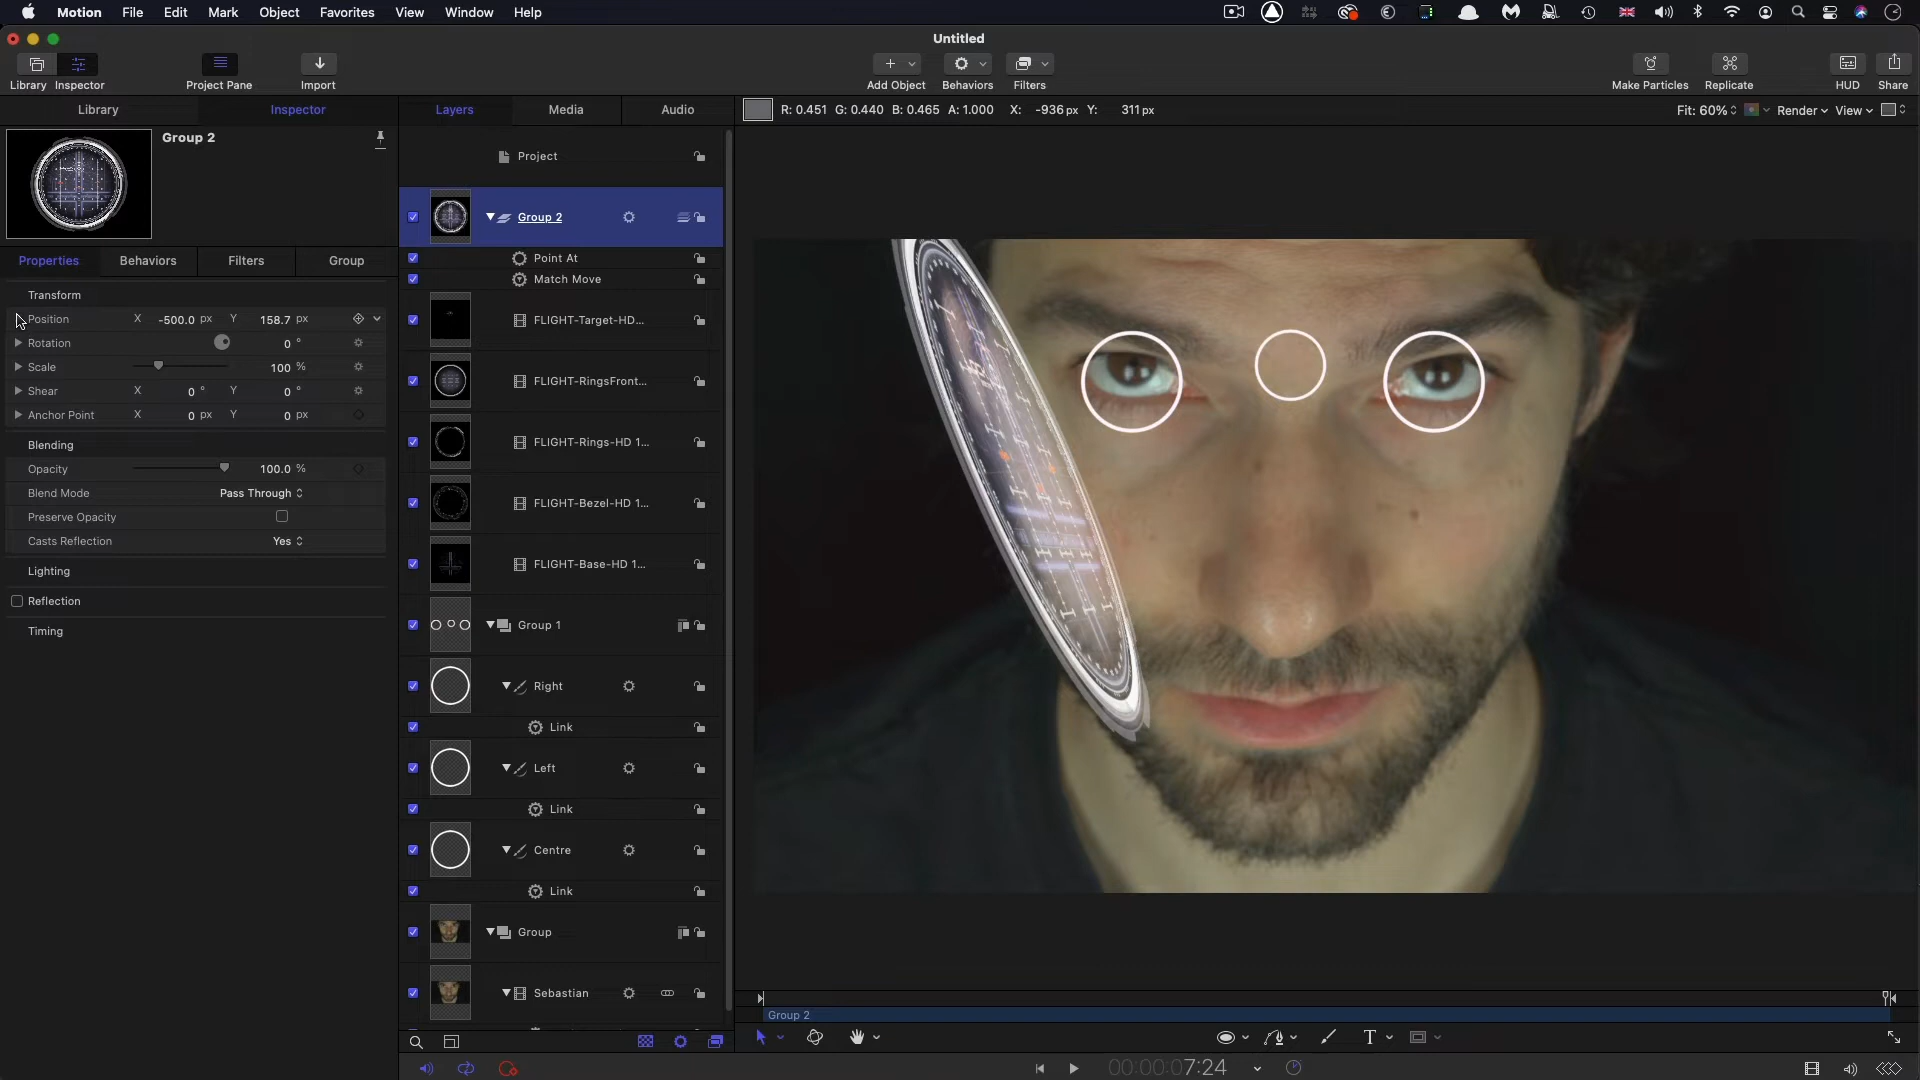 Motion File Edit Mark Object Favorites View Window Help
Untitled
Library Inspector Project Pane Import Add Object Behaviors Filters Make Particles Replicate HUD Share
Library Inspector Layers Media Audio R: 0.451 G: 0.440 B: 0.465 A: 1.000 X: -936 px Y: 311 px Fit: 60% Render View
Group 2
Properties Behaviors Filters Group
Transform
Position X -500.0 px Y 158.7 px
Rotation 0 °
Scale 100 %
Shear X 0 ° Y 0 °
Anchor Point X 0 px Y 0 px
Blending
Opacity 100.0 %
Blend Mode Pass Through
Preserve Opacity
Casts Reflection Yes
Lighting
Reflection
Timing
Project
Group 2
Point At
Match Move
FLIGHT-Target-HD...
FLIGHT-RingsFront...
FLIGHT-Rings-HD 1...
FLIGHT-Bezel-HD 1...
FLIGHT-Base-HD 1...
Group 1
Right
Link
Left
Link
Centre
Link
Group
Sebastian
Group 2
T
00:00:07:24